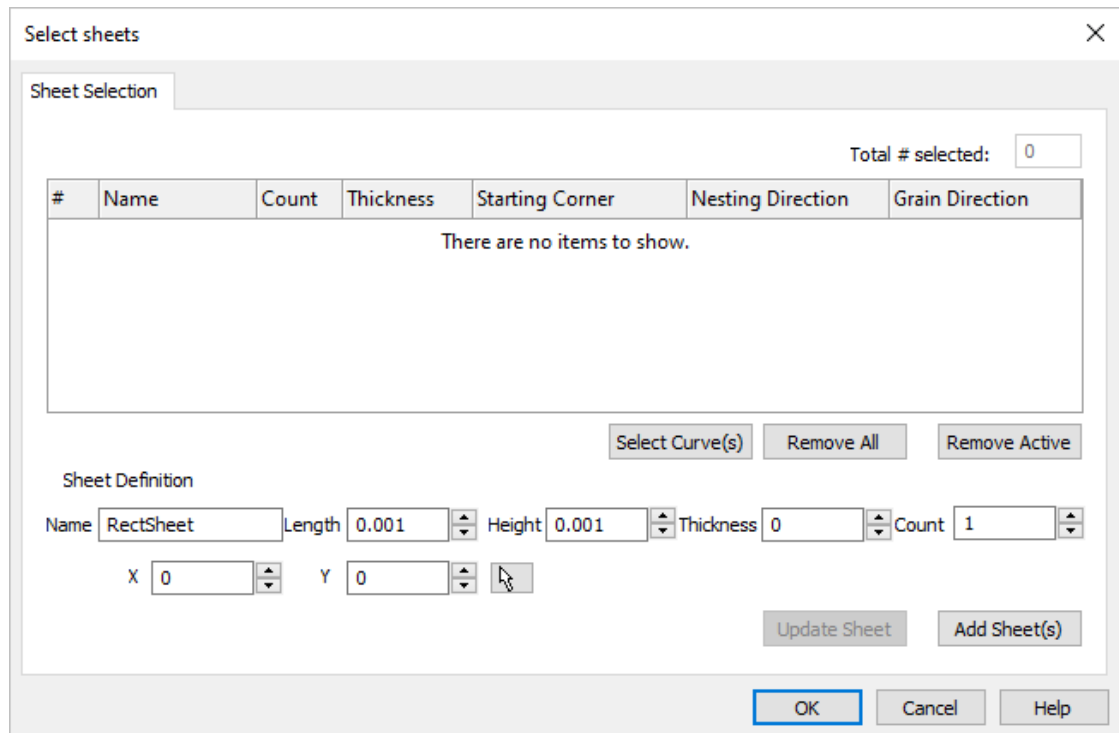 Select sheets
Sheet Selection
Total # selected: 0
# Name Count Thickness Starting Corner Nesting Direction Grain Direction
There are no items to show.
Select Curve(s) Remove All Remove Active
Sheet Definition
Name RectSheet Length 0.001 Height 0.001 Thickness 0 Count 1
X 0 Y 0
Update Sheet Add Sheet(s)
OK Cancel Help